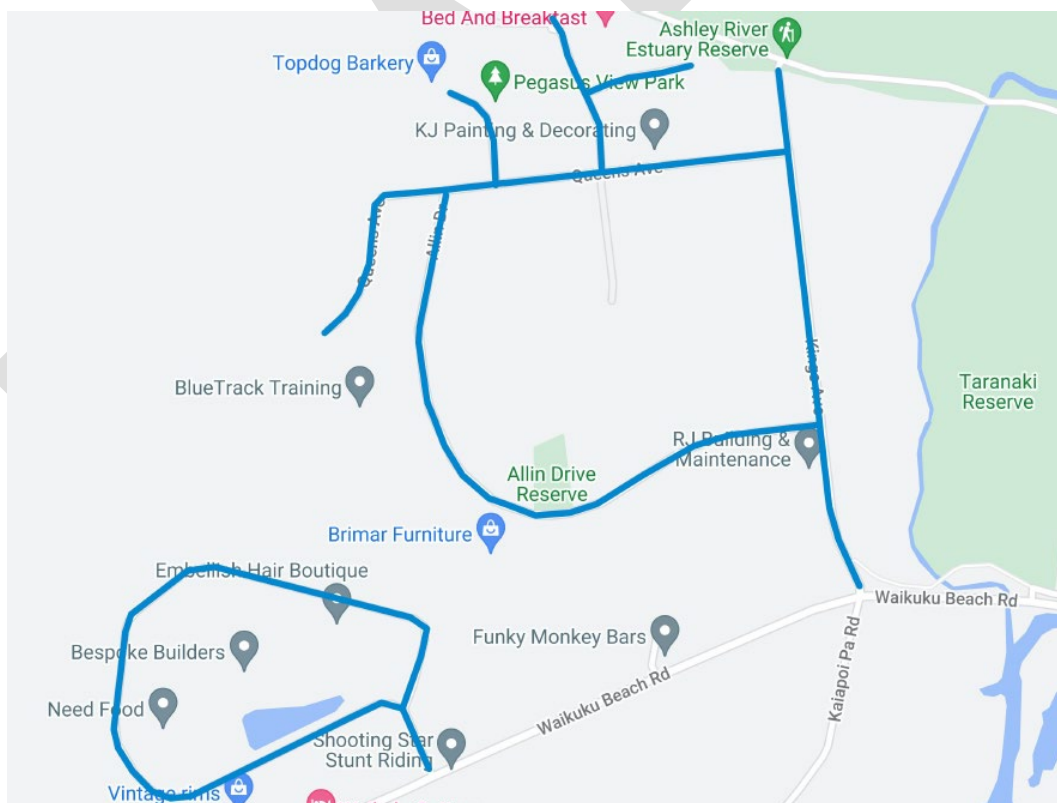 Bed And Breakfast
Ashley River
Estuary Reserve
Topdog Barkery
Pegasus View Park
KJ Painting & Decorating
Queens Ave
Allin Dr
Queens Ave
BlueTrack Training
Kings Ave
Taranaki
Reserve
RJ Building &
Maintenance
Allin Drive
Reserve
Brimar Furniture
Embellish Hair Boutique
Waikuku Beach Rd
Funky Monkey Bars
Bespoke Builders
Kaiapoi Pa Rd
Waikuku Beach Rd
Need Food
Shooting Star
Stunt Riding
Vintage rims